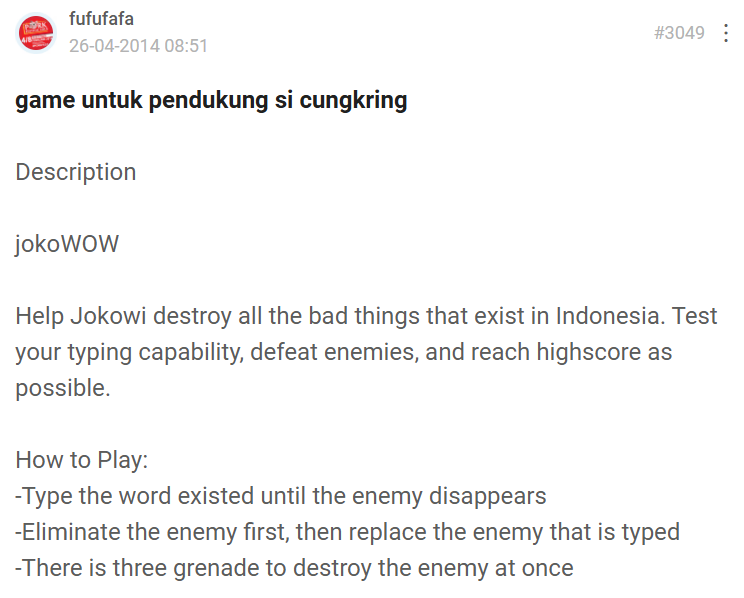 fufufafa
26-04-2014 08:51
#3049
game untuk pendukung si cungkring
Description
jokoWOW
Help Jokowi destroy all the bad things that exist in Indonesia. Test
your typing capability, defeat enemies, and reach highscore as
possible.
How to Play:
-Type the word existed until the enemy disappears
-Eliminate the enemy first, then replace the enemy that is typed
-There is three grenade to destroy the enemy at once